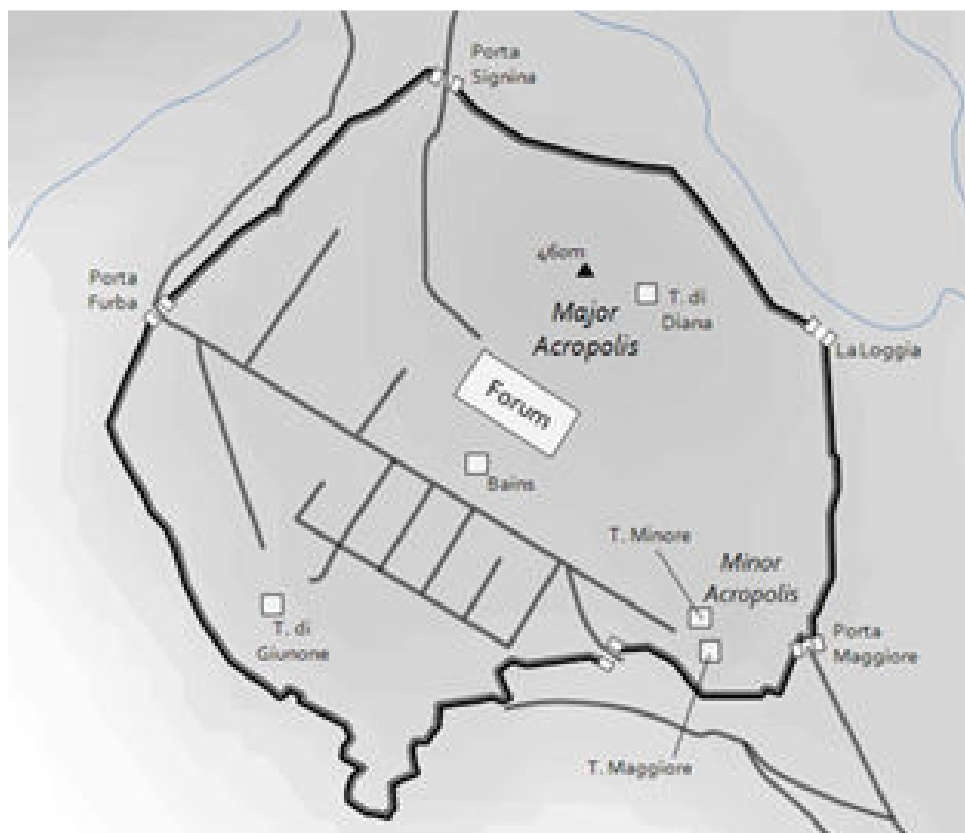 Porta
Signina
460m
Porta
Furba
T. di
Diana
Major
Acropolis
La Loggia
Forum
Bains
T. Minore
Minor
Acropolis
T. di
Giunone
Porta
Maggiore
T. Maggiore